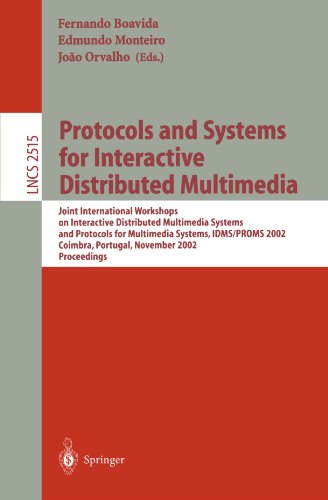 Fernando Boavida
Edmundo Monteiro
João Orvalho (Eds.)
LNCS 2515
Protocols and Systems
for Interactive
Distributed Multimedia
Joint International Workshops
on Interactive Distributed Multimedia Systems
and Protocols for Multimedia Systems, IDMS/PROMS 2002
Coimbra, Portugal, November 2002
Proceedings
Springer